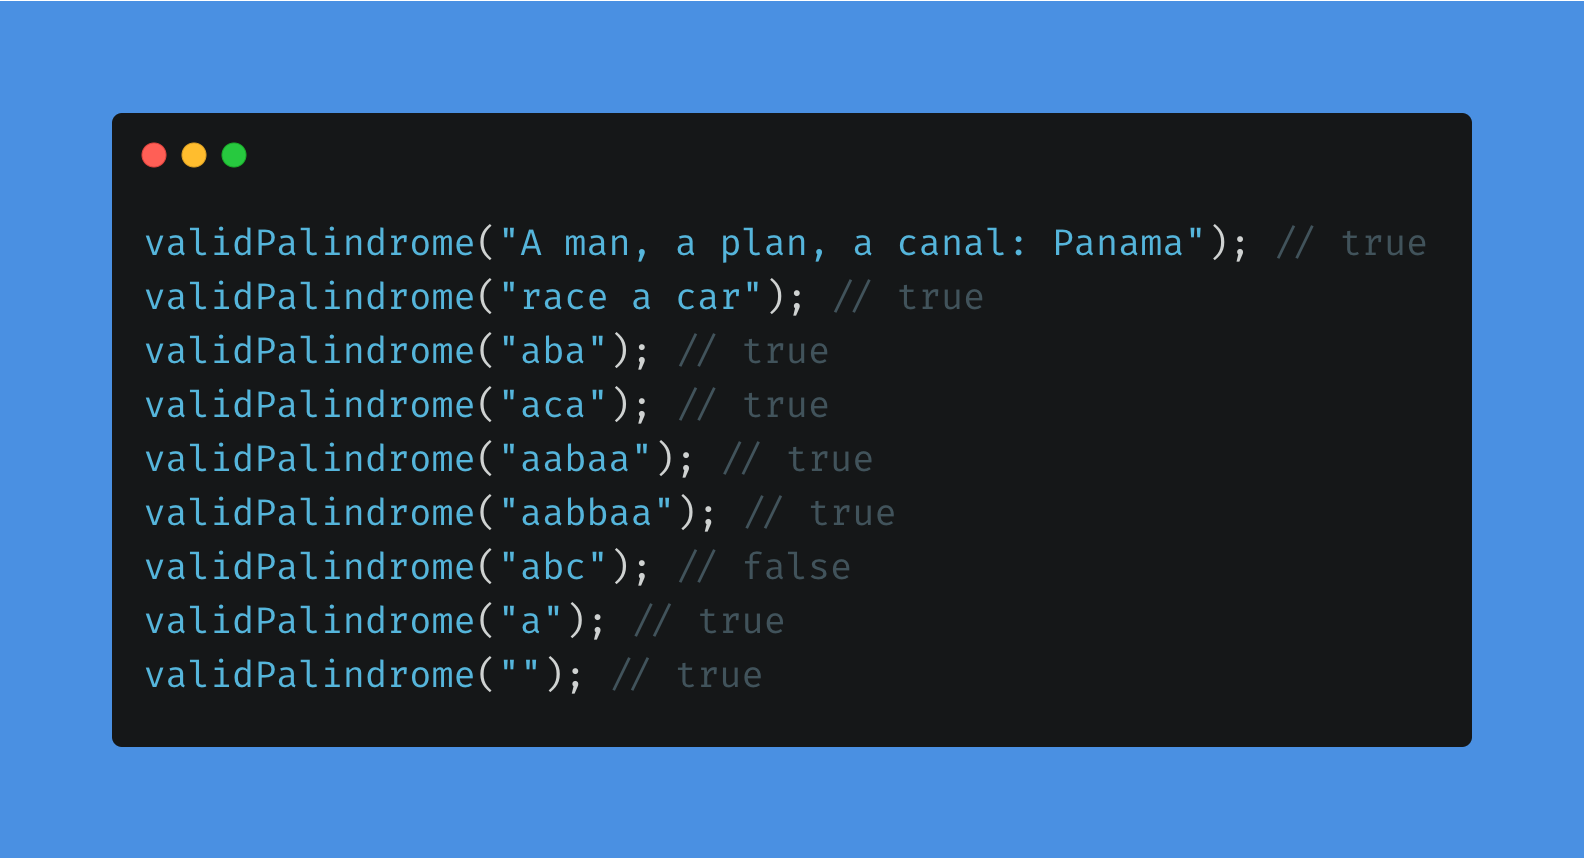 validPalindrome("A man, a plan, a canal: Panama"); // true
validPalindrome("race a car"); // true
validPalindrome("aba"); // true
validPalindrome("aca"); // true
validPalindrome("aabaa"); // true
validPalindrome("aabbaa"); // true
validPalindrome("abc"); // false
validPalindrome("a"); // true
validPalindrome(""); // true